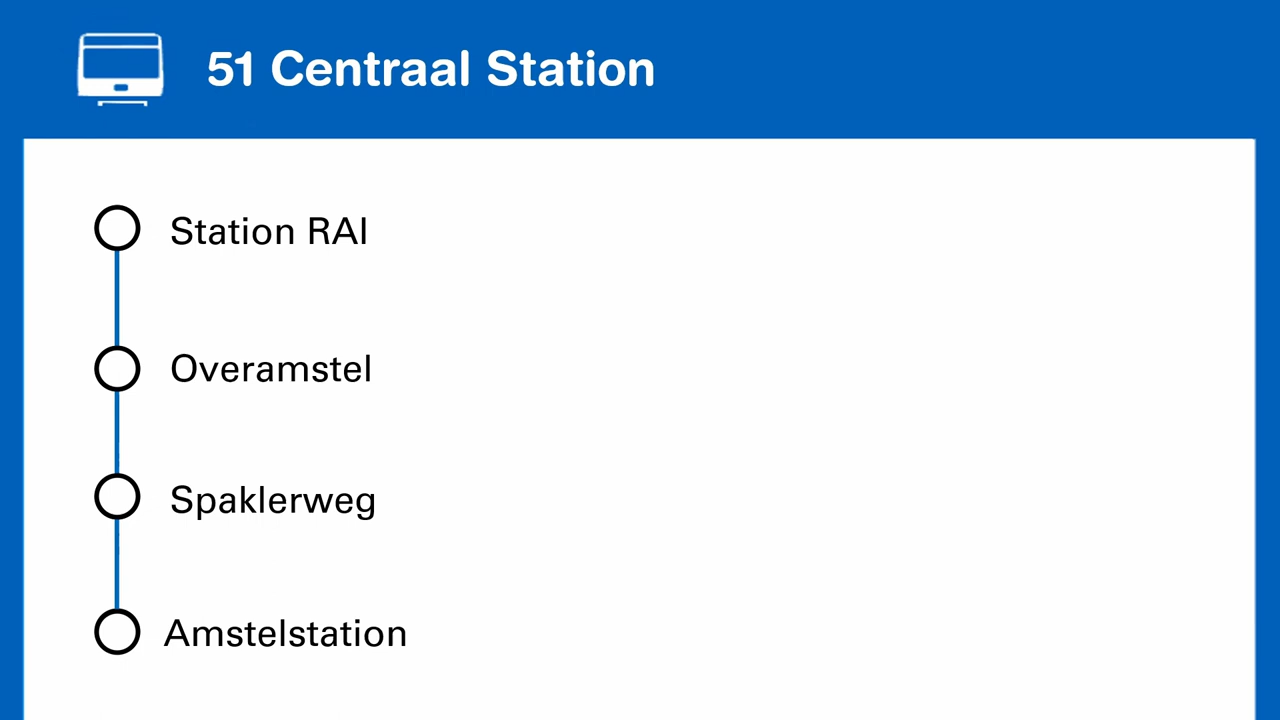 51 Centraal Station
Station RAI
Overamstel
Spaklerweg
Amstelstation